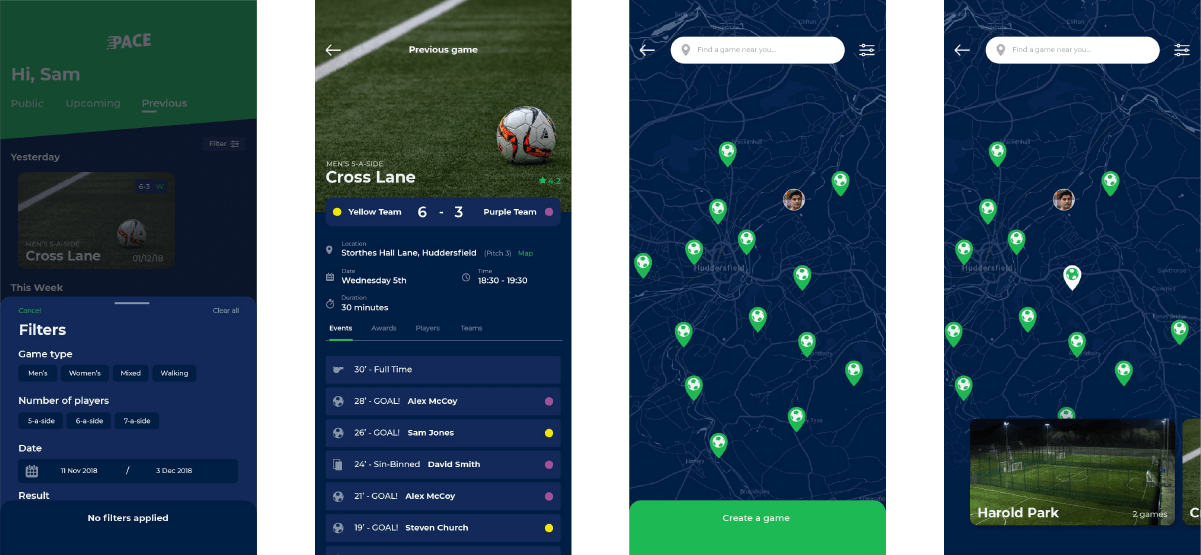 PACE
Hi, Sam
Public Upcoming Previous
Filter
Yesterday
6-3 W
MEN'S 5-A-SIDE
Cross Lane 01/12/18
This Week
Cancel Clear all
Filters
Game type
Men's Women's Mixed Walking
Number of players
5-a-side 6-a-side 7-a-side
Date
11 Nov 2018 / 3 Dec 2018
Result
No filters applied
Previous game
MEN'S 5-A-SIDE
Cross Lane
4.2
Yellow Team 6 - 3 Purple Team
Location
Storthes Hall Lane, Huddersfield (Pitch 3) Map
Date
Wednesday 5th
Time
18:30 - 19:30
Duration
30 minutes
Events Awards Players Teams
30' - Full Time
28' - GOAL! Alex McCoy
26' - GOAL! Sam Jones
24' - Sin-Binned David Smith
21' - GOAL! Alex McCoy
19' - GOAL! Steven Church
Find a game near you...
Huddersfield
Create a game
Find a game near you...
Huddersfield
Harold Park
2 games
C